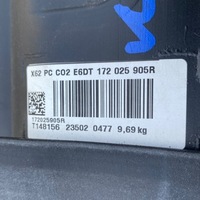 X62 PC CO2 E6DT 172 025 905R
172025905R
T148156 23502 0477 9,69 kg